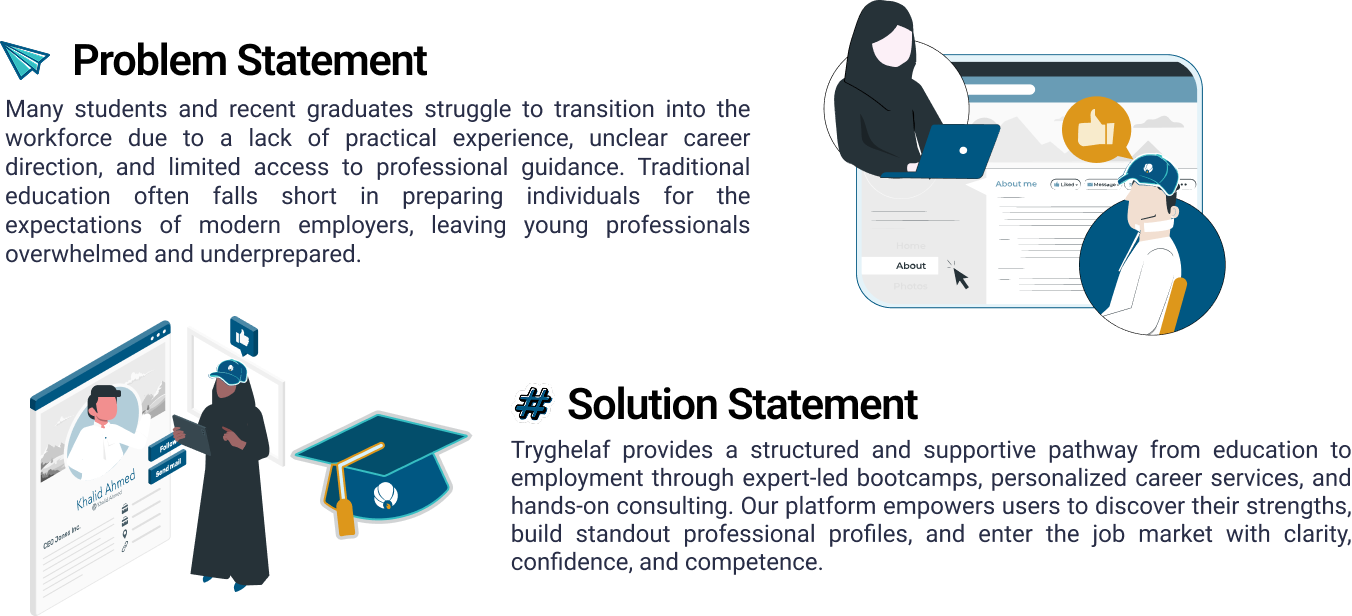 Problem Statement
Many students and recent graduates struggle to transition into the
workforce due to a lack of practical experience, unclear career
direction, and limited access to professional guidance. Traditional
education often falls short in preparing individuals for the
expectations of modern employers, leaving young professionals
overwhelmed and underprepared.
About me
Liked
Message
Home
About
Photos
Follow
Send mail
Khalid Ahmed
@Khalid Ahmed
CEO Jones Inc.
# Solution Statement
Tryghelaf provides a structured and supportive pathway from education to
employment through expert-led bootcamps, personalized career services, and
hands-on consulting. Our platform empowers users to discover their strengths,
build standout professional profiles, and enter the job market with clarity,
confidence, and competence.